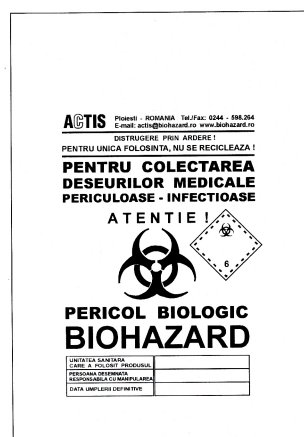 ACTIS
Ploiesti - ROMANIA Tel./Fax: 0244 - 598.264
E-mail: actis@biohazard.ro www.biohazard.ro
DISTRUGERE PRIN ARDERE !
PENTRU UNICA FOLOSINTA, NU SE RECICLEAZA !
PENTRU COLECTAREA
DESEURILOR MEDICALE
PERICULOASE - INFECTIOASE
ATENTIE !
6
PERICOL BIOLOGIC
BIOHAZARD
UNITATEA SANITARA
CARE A FOLOSIT PRODUSUL
PERSOANA DESEMNATA
RESPONSABILA CU MANIPULAREA
DATA UMPLERII DEFINITIVE